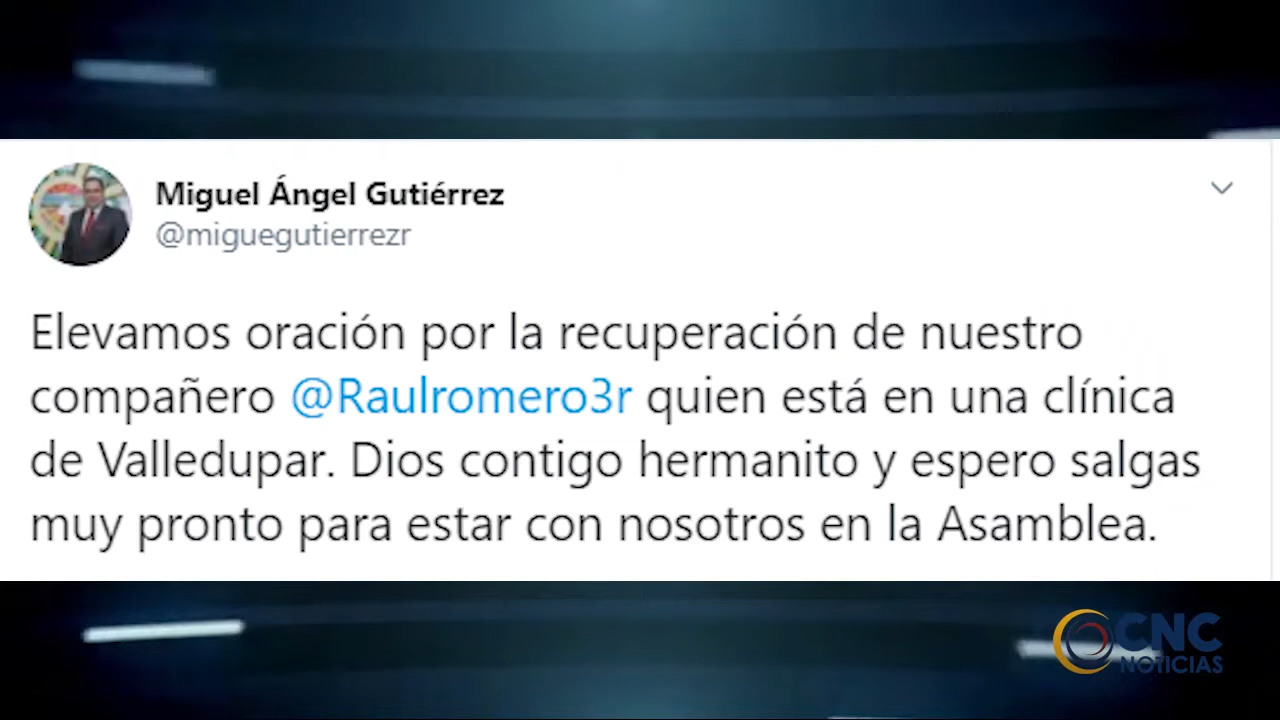 Miguel Ángel Gutiérrez
@miguegutierrezr
Elevamos oración por la recuperación de nuestro
compañero @Raulromero3r quien está en una clínica
de Valledupar. Dios contigo hermanito y espero salgas
muy pronto para estar con nosotros en la Asamblea.
CNC
NOTICIAS